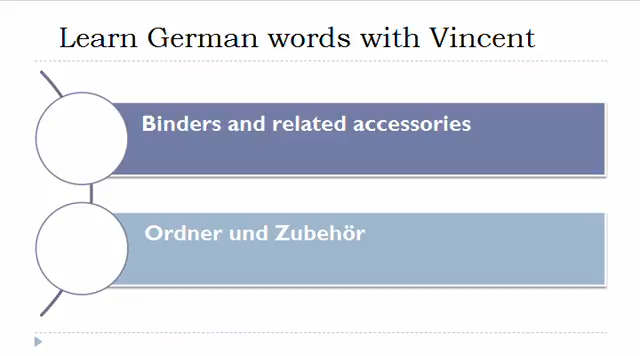 Learn German words with Vincent
Binders and related accessories
Ordner und Zubehör